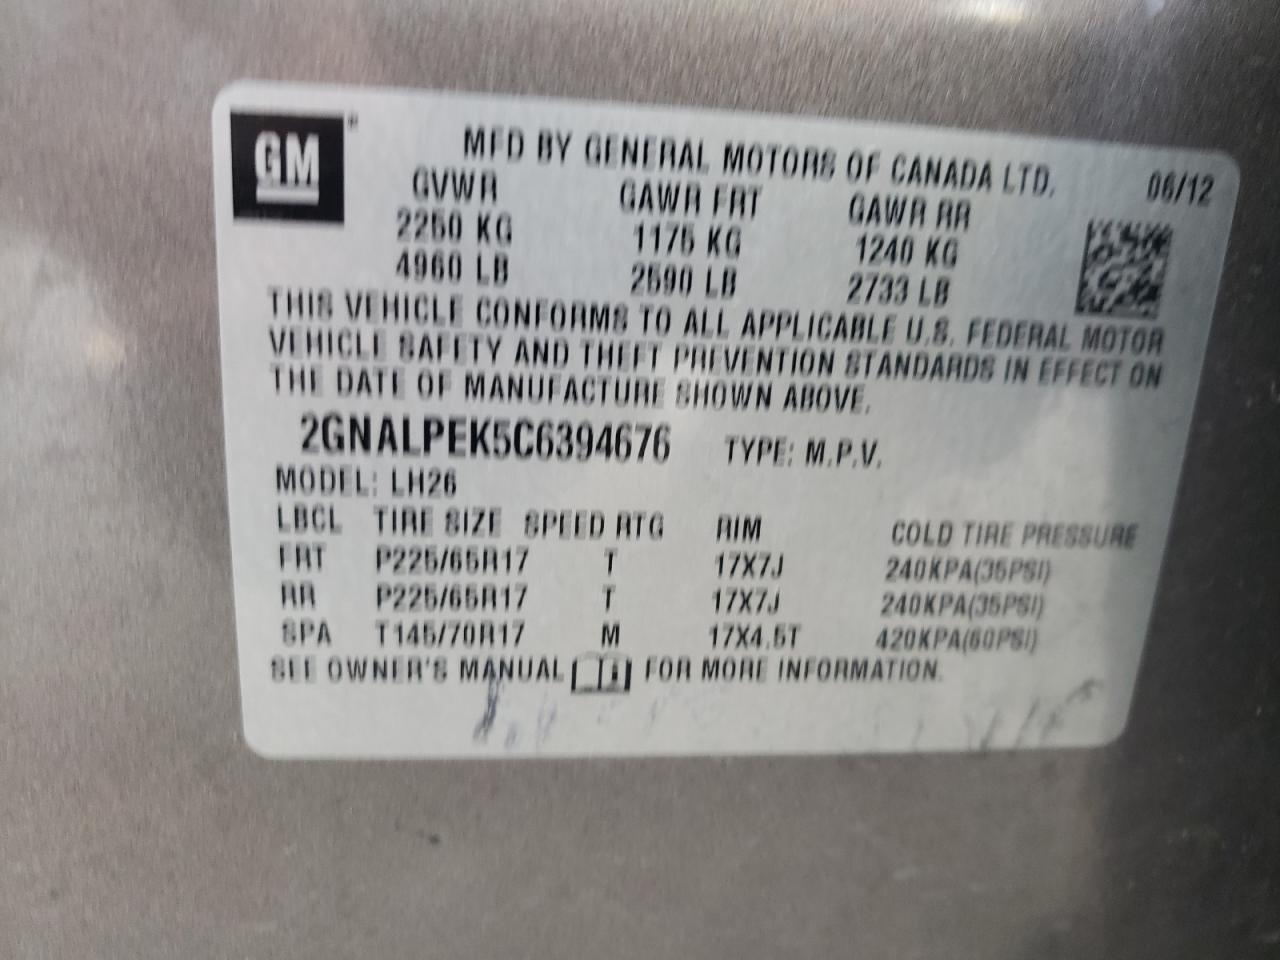 GM®
MFD BY GENERAL MOTORS OF CANADA LTD. 06/12
GVWR GAWR FRT GAWR RR
2250 KG 1175 KG 1240 KG
4960 LB 2590 LB 2733 LB
THIS VEHICLE CONFORMS TO ALL APPLICABLE U.S. FEDERAL MOTOR
VEHICLE SAFETY AND THEFT PREVENTION STANDARDS IN EFFECT ON
THE DATE OF MANUFACTURE SHOWN ABOVE.
2GNALPEK5C6394676 TYPE: M.P.V.
MODEL: LH26
LBCL TIRE SIZE SPEED RTG RIM COLD TIRE PRESSURE
FRT P225/65R17 T 17X7J 240KPA(35PSI)
RR P225/65R17 T 17X7J 240KPA(35PSI)
SPA T145/70R17 M 17X4.5T 420KPA(60PSI)
SEE OWNER'S MANUAL FOR MORE INFORMATION.